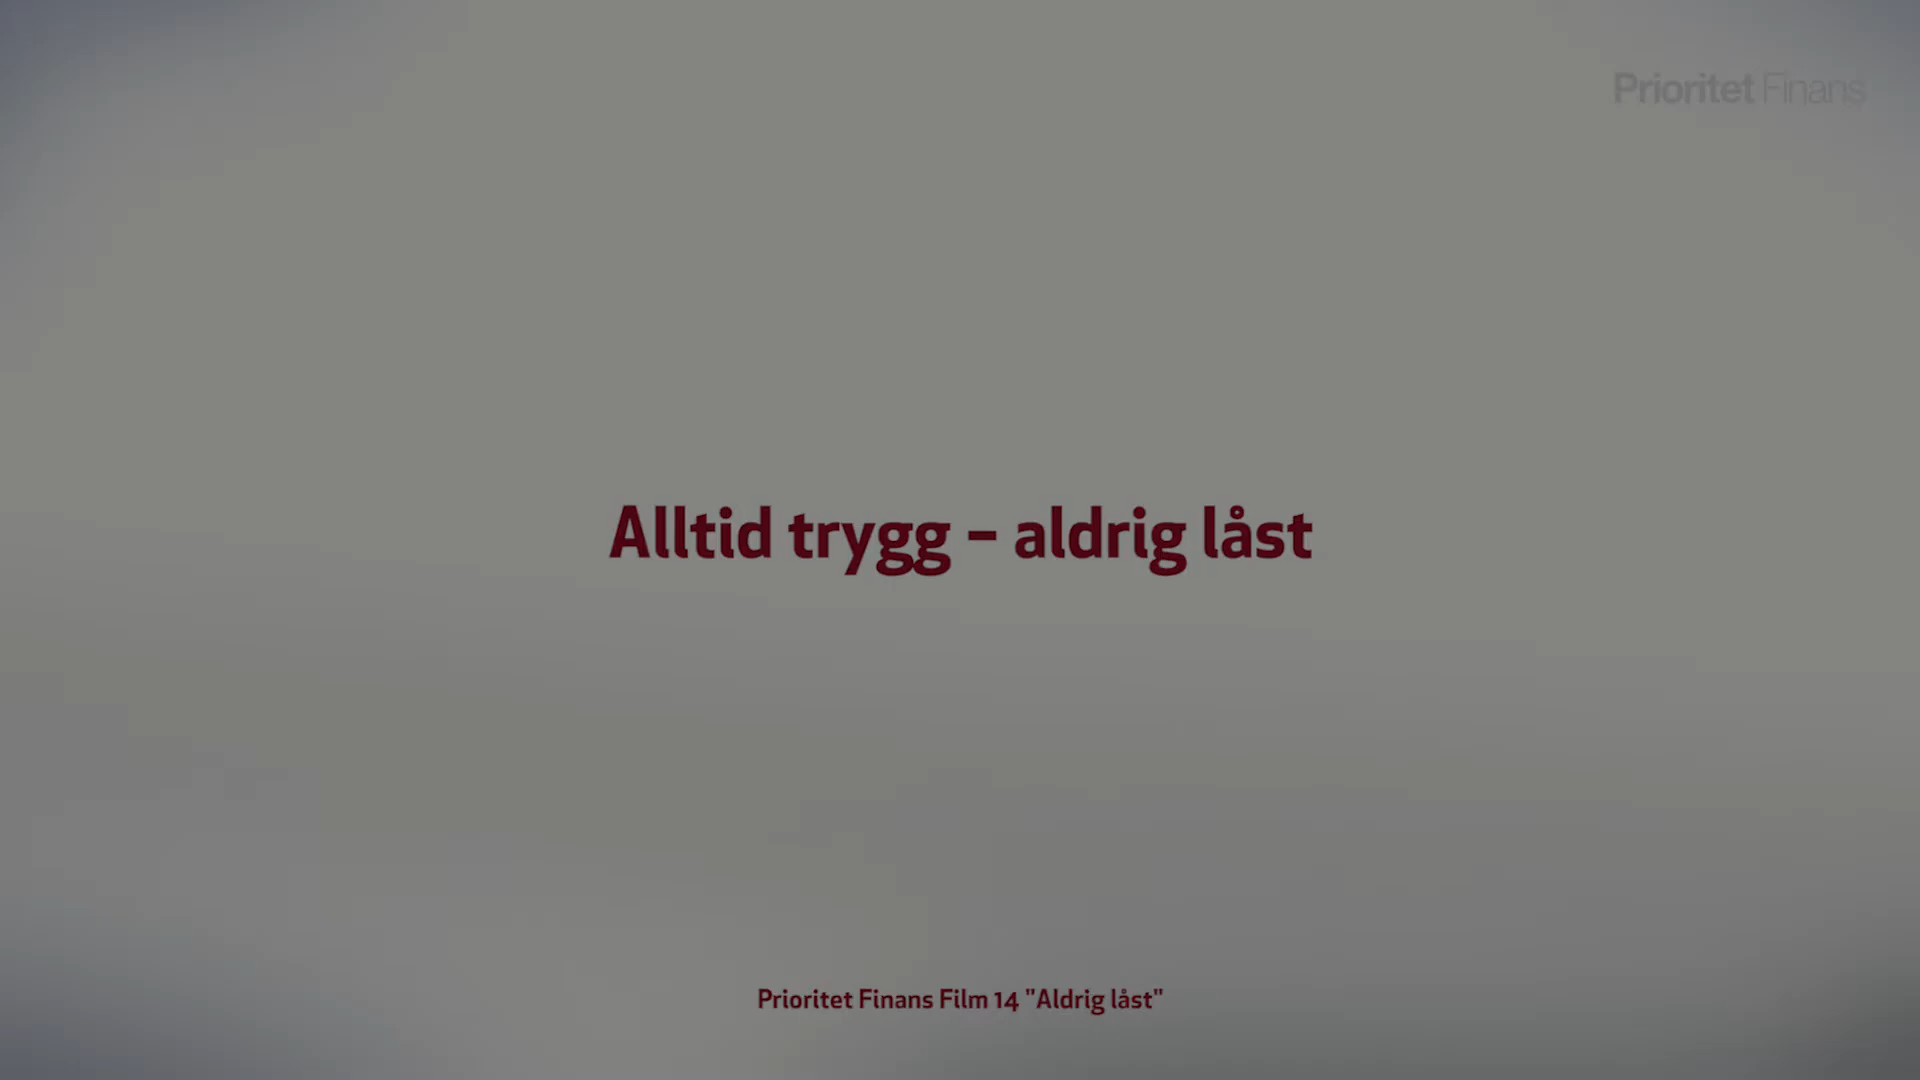 Prioritet Finans
Alltid trygg – aldrig låst
Prioritet Finans Film 14 "Aldrig låst"